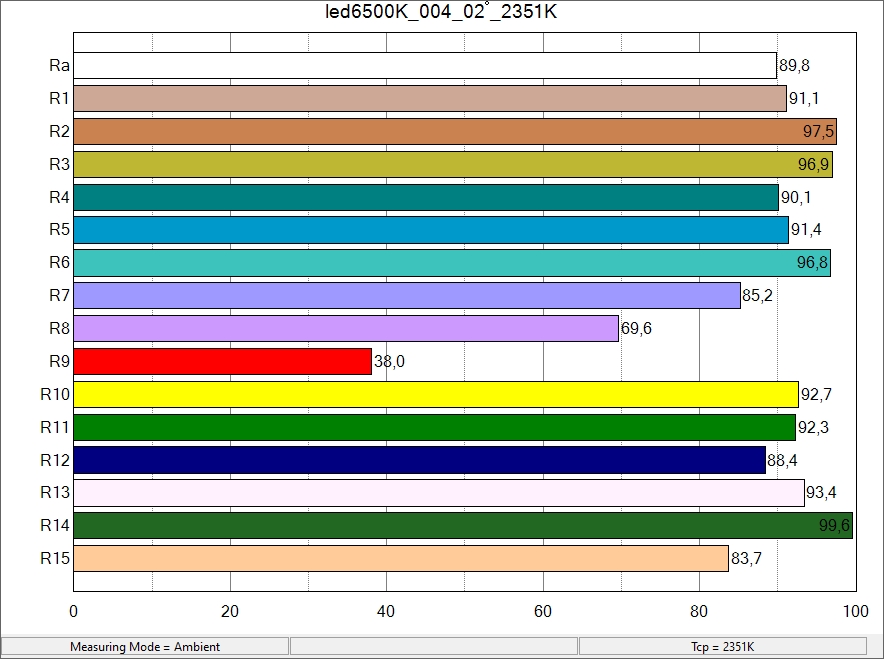 led6500K_004_02°_2351K
Ra 89,8
R1 91,1
R2 97,5
R3 96,9
R4 90,1
R5 91,4
R6 96,8
R7 85,2
R8 69,6
R9 38,0
R10 92,7
R11 92,3
R12 88,4
R13 93,4
R14 99,6
R15 83,7
0 20 40 60 80 100
Measuring Mode = Ambient Tcp = 2351K